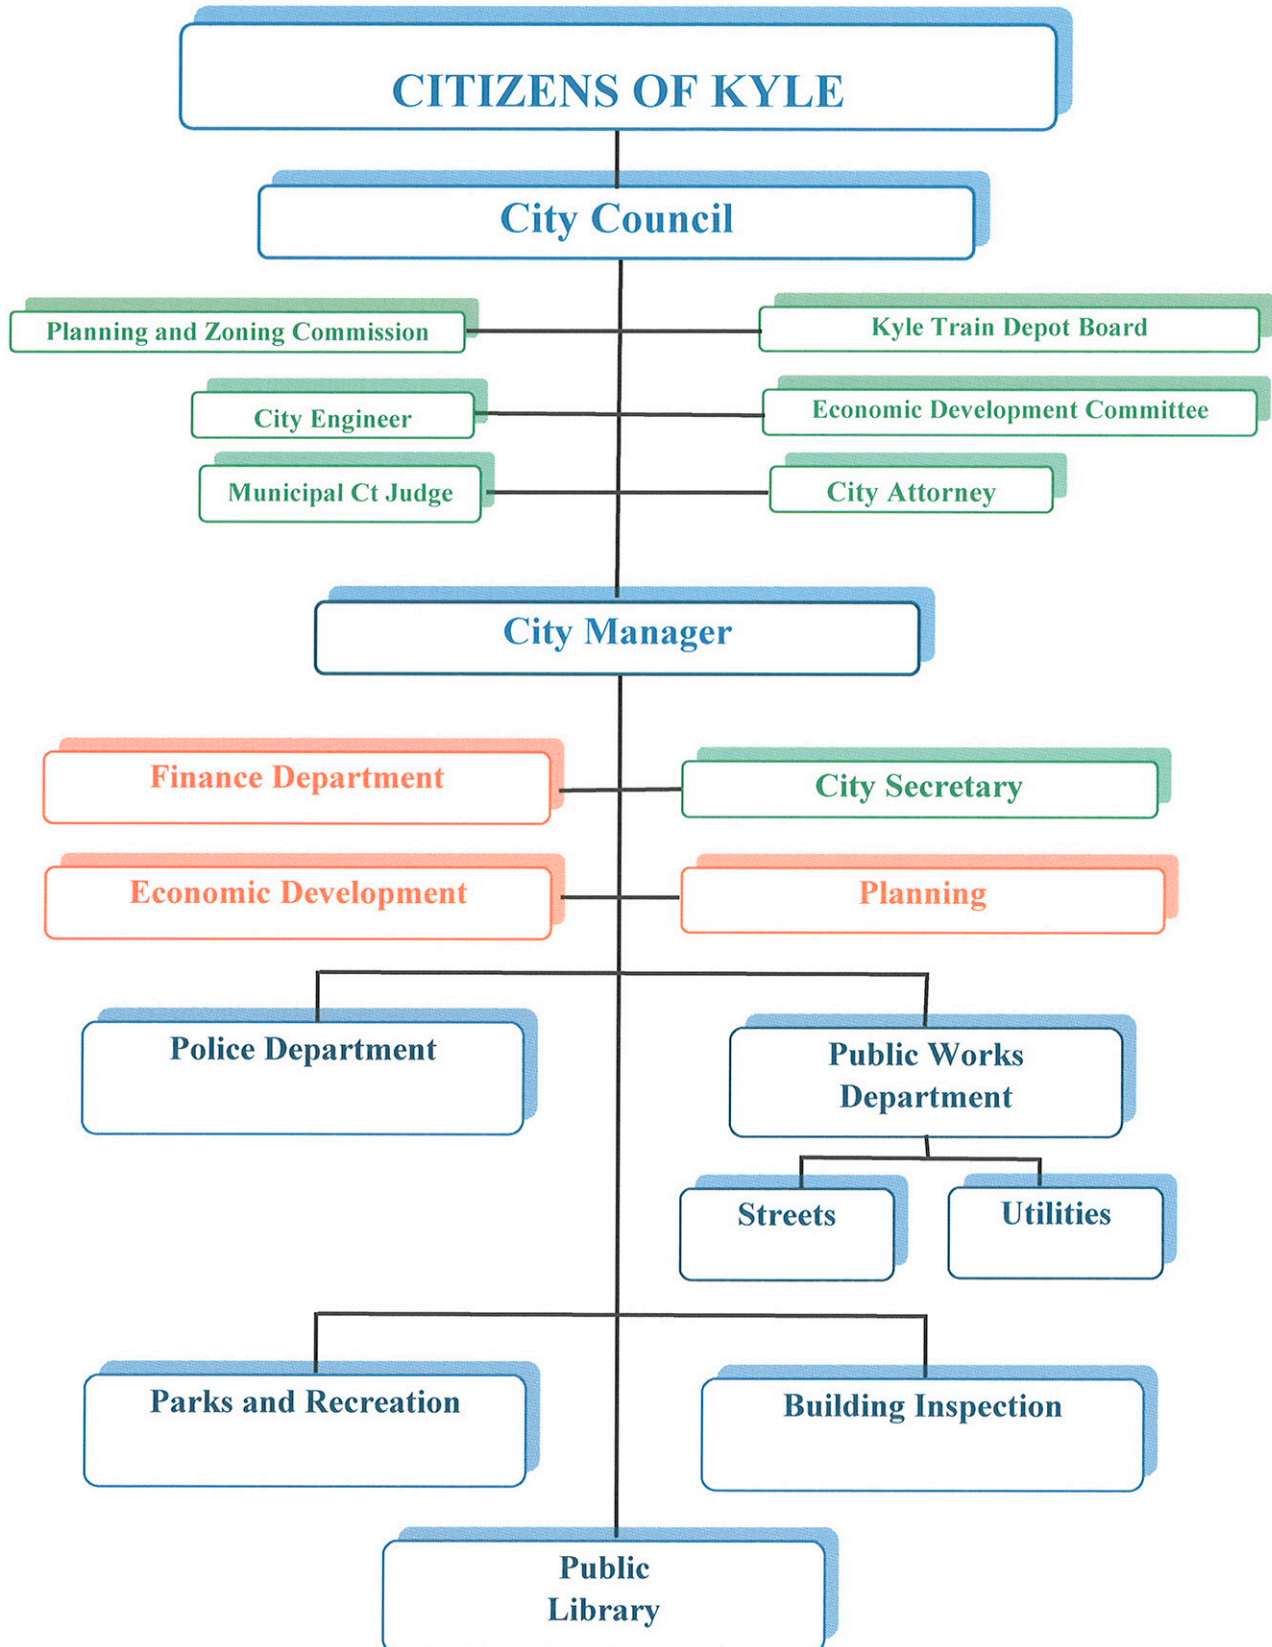 CITIZENS OF KYLE
City Council
Planning and Zoning Commission
Kyle Train Depot Board
City Engineer
Economic Development Committee
Municipal Ct Judge
City Attorney
City Manager
Finance Department
City Secretary
Economic Development
Planning
Police Department
Public Works
Department
Streets
Utilities
Parks and Recreation
Building Inspection
Public
Library